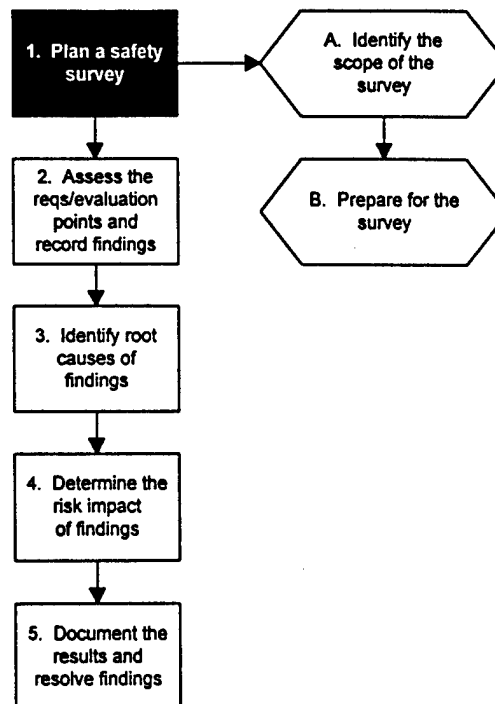 1. Plan a safety
survey
A. Identify the
scope of the
survey
2. Assess the
reqs/evaluation
points and
record findings
B. Prepare for the
survey
3. Identify root
causes of
findings
4. Determine the
risk impact
of findings
5. Document the
results and
resolve findings